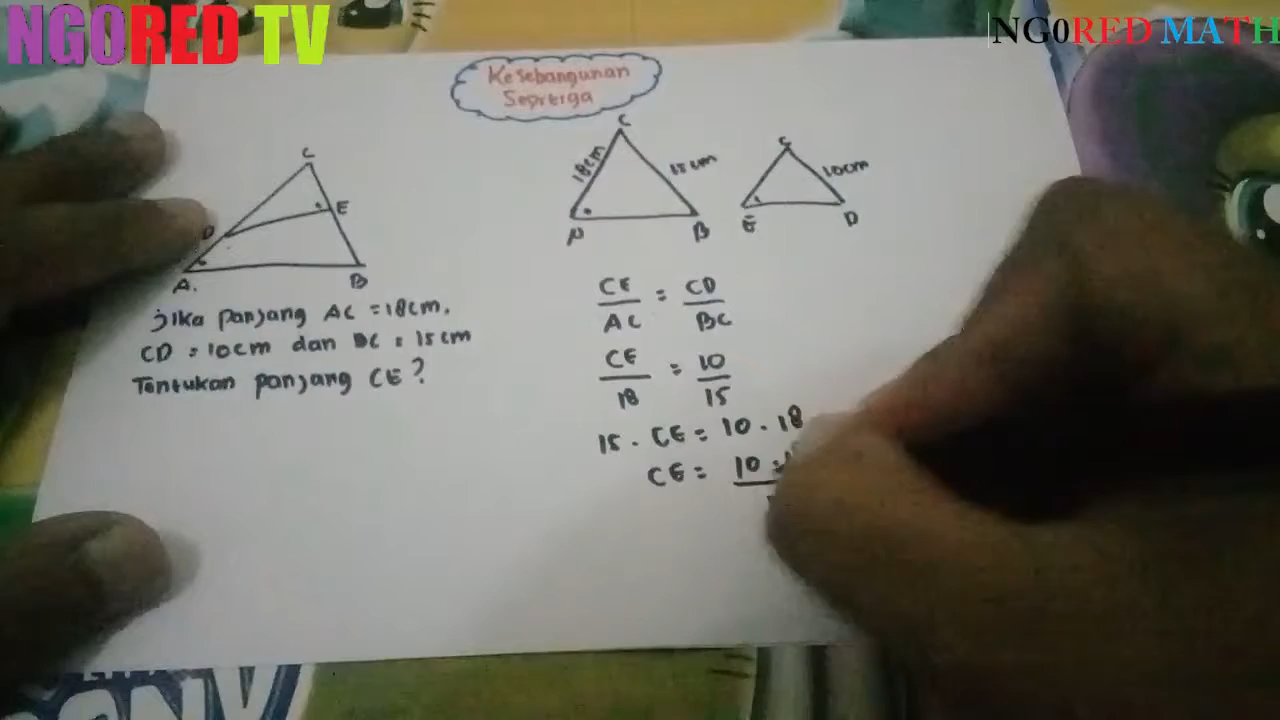 NGORED TV
NG0RED MATH
Kesebangunan
Segitiga
C
D
E
A.
B
jika panjang AC = 18cm.
CD = 10cm dan BC = 15cm
Tentukan panjang CE?
C
18cm
15cm
A
B
C
10cm
E
D
CE = CD
AC BC
CE = 10
18 15
15 . CE = 10 . 18
CE = 10